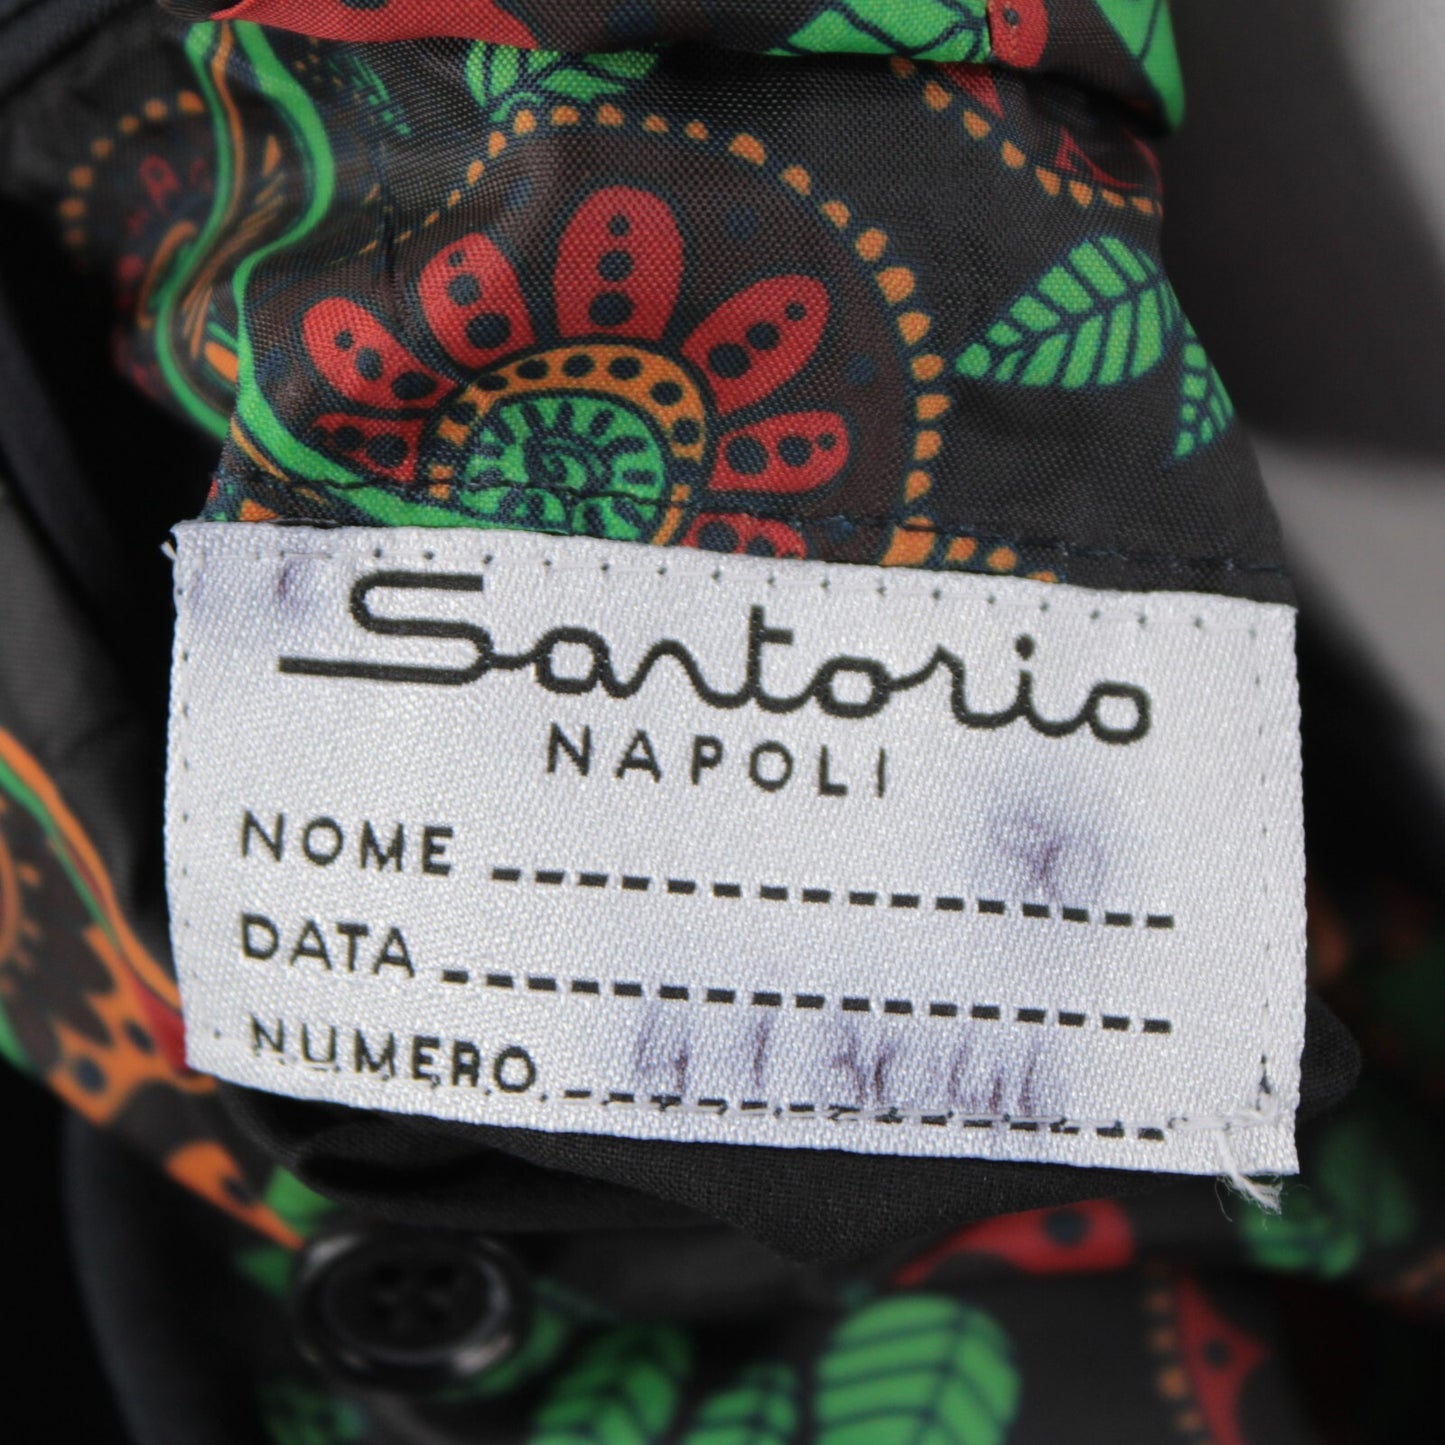 Sartorio
NAPOLI
NOME
DATA
NUMERO